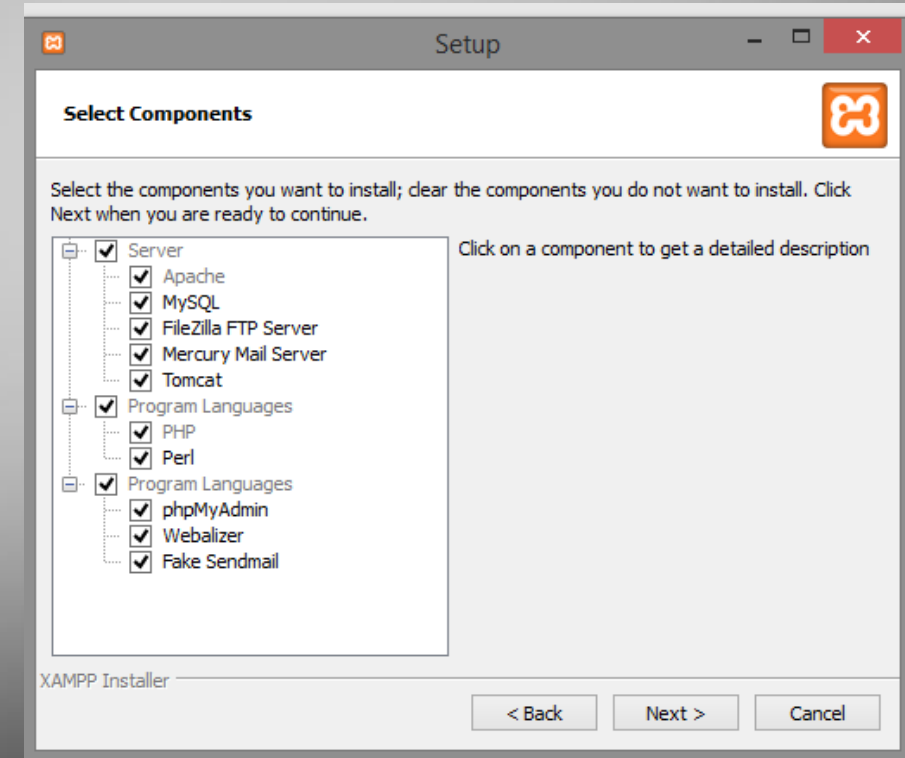 Setup
Select Components
Select the components you want to install; clear the components you do not want to install. Click
Next when you are ready to continue.
Server
Apache
MySQL
FileZilla FTP Server
Mercury Mail Server
Tomcat
Program Languages
PHP
Perl
Program Languages
phpMyAdmin
Webalizer
Fake Sendmail
Click on a component to get a detailed description
XAMPP Installer
< Back
Next >
Cancel